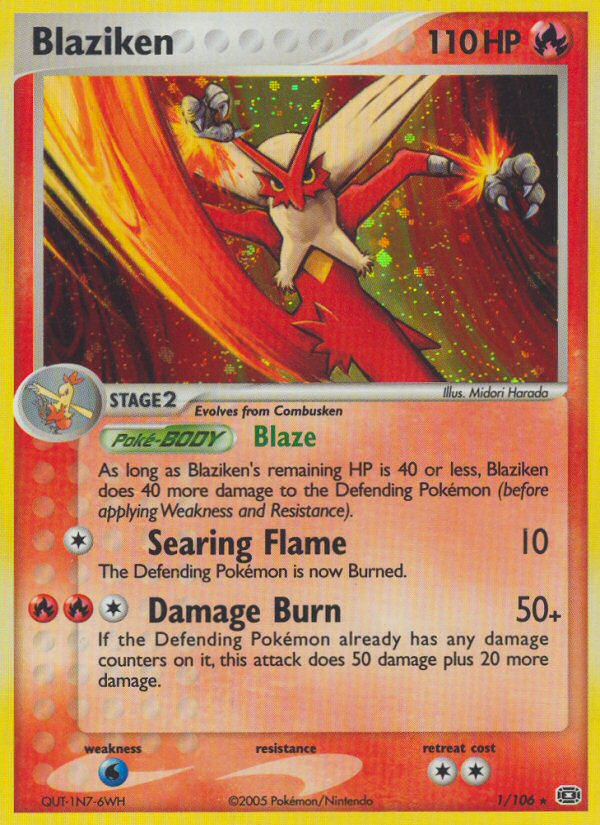 Blaziken 110 HP
Illus. Midori Harada
STAGE 2 Evolves from Combusken
Poké-BODY Blaze
As long as Blaziken's remaining HP is 40 or less, Blaziken
does 40 more damage to the Defending Pokémon (before
applying Weakness and Resistance).
Searing Flame 10
The Defending Pokémon is now Burned.
Damage Burn 50+
If the Defending Pokémon already has any damage
counters on it, this attack does 50 damage plus 20 more
damage.
weakness resistance retreat cost
QUT-1N7-6WH ©2005 Pokémon/Nintendo 1/106 ★